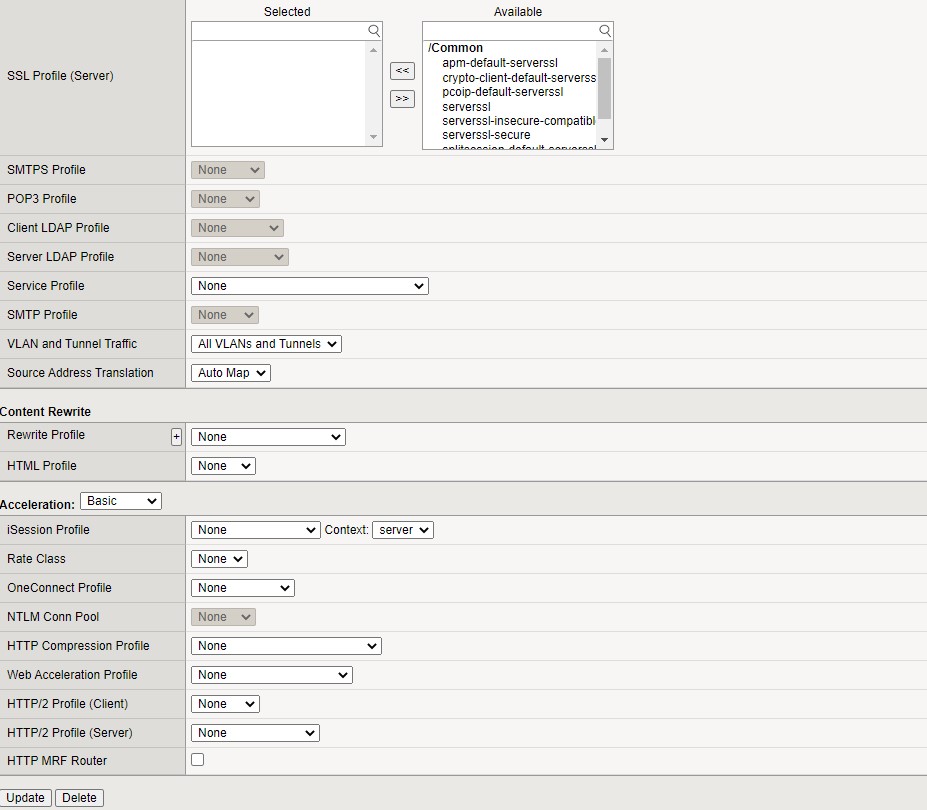 Selected Available
SSL Profile (Server)
<<
>>
/Common
apm-default-serverssl
crypto-client-default-serverss
pcoip-default-serverssl
serverssl
serverssl-insecure-compatibl
serverssl-secure
splitsession-default-serverssl
SMTPS Profile None
POP3 Profile None
Client LDAP Profile None
Server LDAP Profile None
Service Profile None
SMTP Profile None
VLAN and Tunnel Traffic All VLANs and Tunnels
Source Address Translation Auto Map
Content Rewrite
Rewrite Profile + None
HTML Profile None
Acceleration: Basic
iSession Profile None Context: server
Rate Class None
OneConnect Profile None
NTLM Conn Pool None
HTTP Compression Profile None
Web Acceleration Profile None
HTTP/2 Profile (Client) None
HTTP/2 Profile (Server) None
HTTP MRF Router
Update Delete